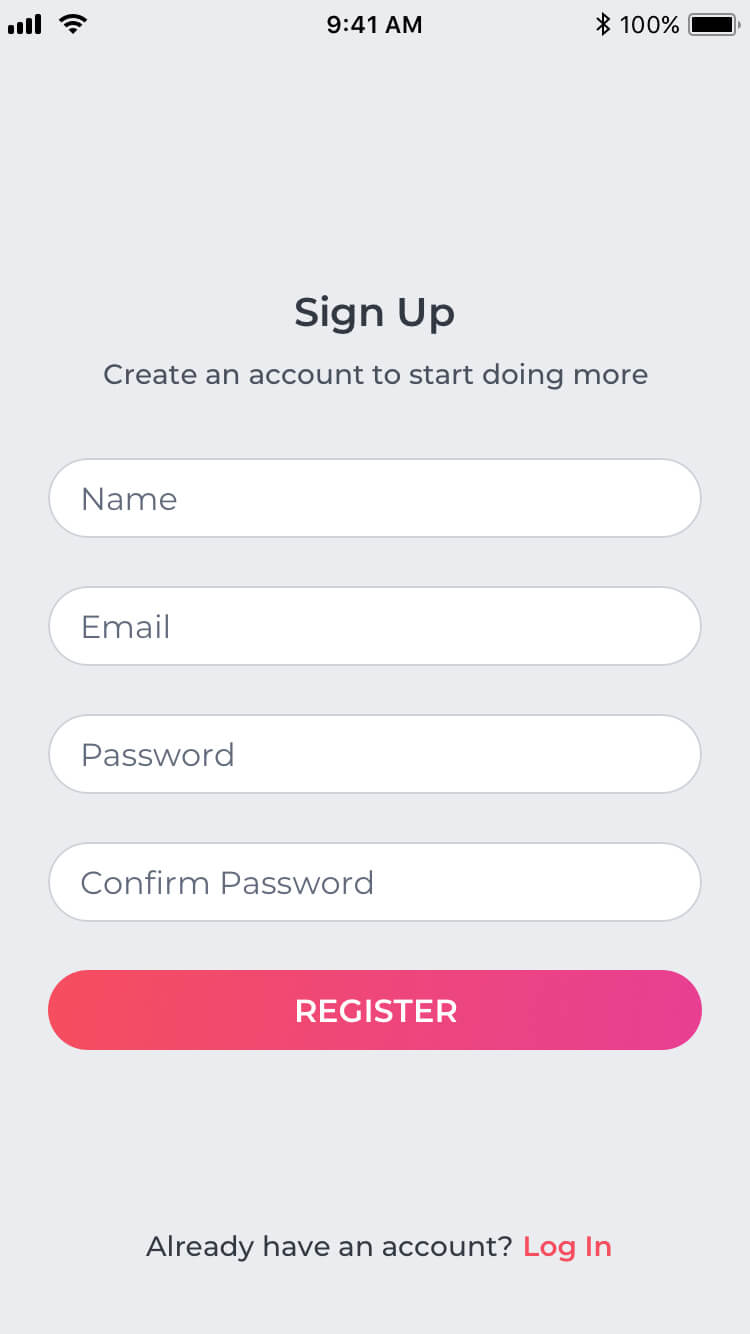 9:41 AM 100%
Sign Up
Create an account to start doing more
Name
Email
Password
Confirm Password
REGISTER
Already have an account? Log In